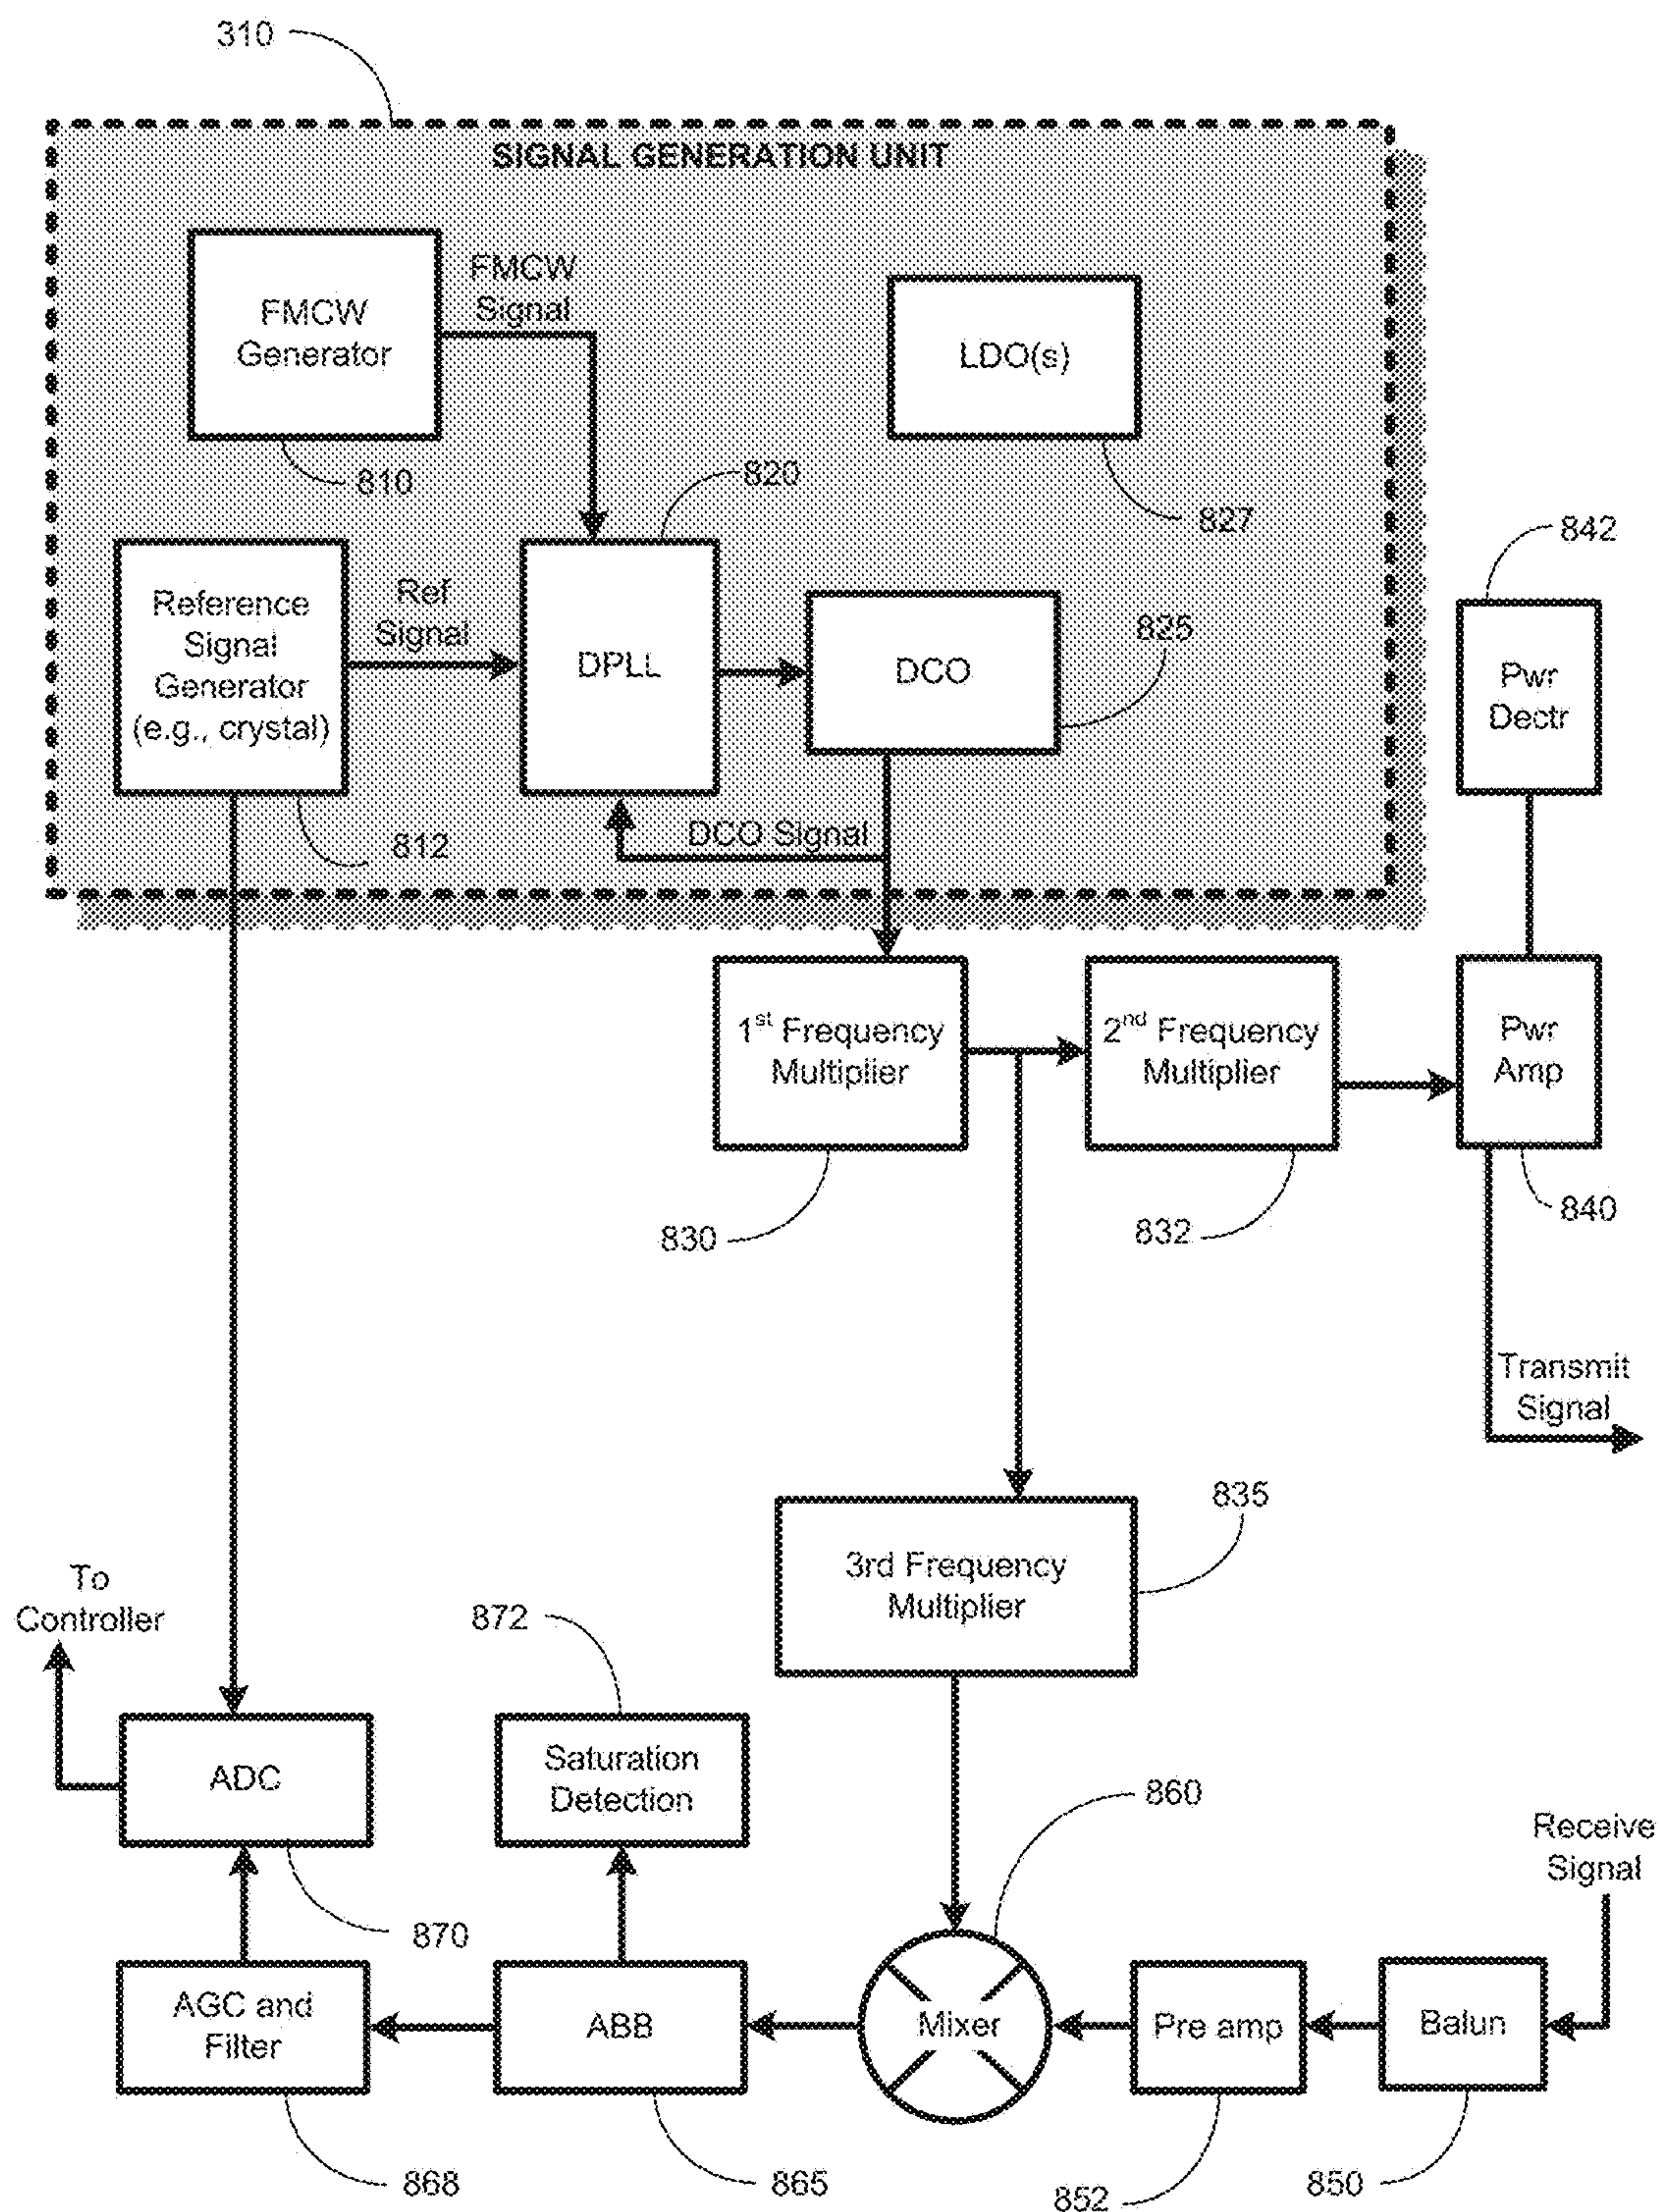 310
SIGNAL GENERATION UNIT
FMCW
Generator
FMCW
Signal
LDO(s)
810
820
827
842
Reference
Signal
Generator
(e.g., crystal)
Ref
Signal
DPLL
DCO
825
Pwr
Dectr
812
DCO Signal
1st Frequency
Multiplier
2nd Frequency
Multiplier
Pwr
Amp
830
832
840
Transmit
Signal
835
3rd Frequency
Multiplier
To
Controller
872
ADC
Saturation
Detection
860
Receive
Signal
870
AGC and
Filter
ABB
Mixer
Pre amp
Balun
868
865
852
850